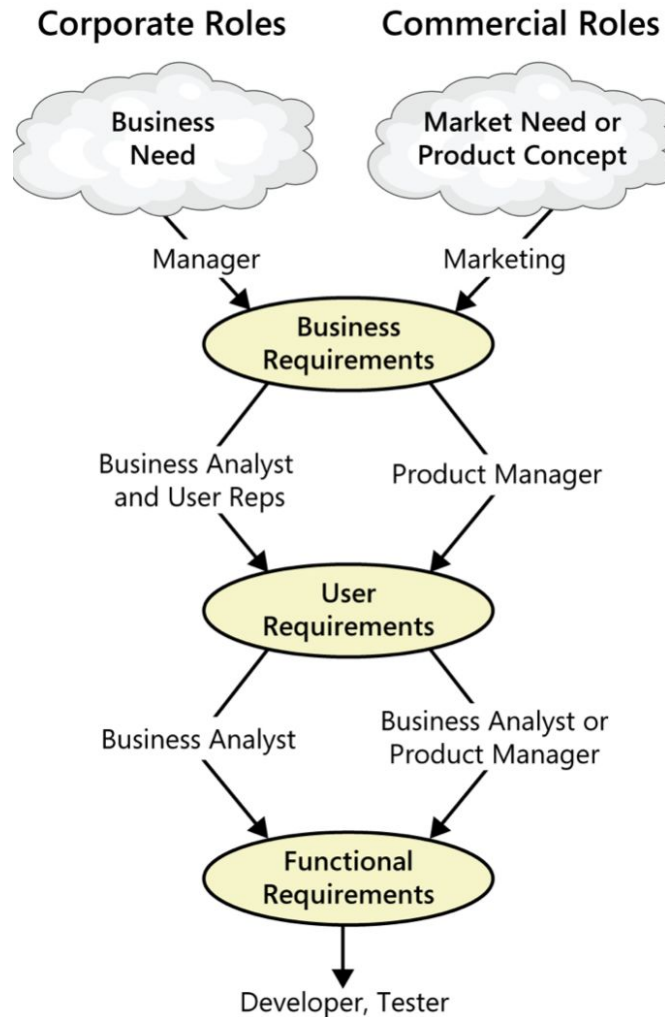 Corporate Roles
Commercial Roles
Business
Need
Market Need or
Product Concept
Manager
Marketing
Business
Requirements
Business Analyst
and User Reps
Product Manager
User
Requirements
Business Analyst
Business Analyst or
Product Manager
Functional
Requirements
Developer, Tester